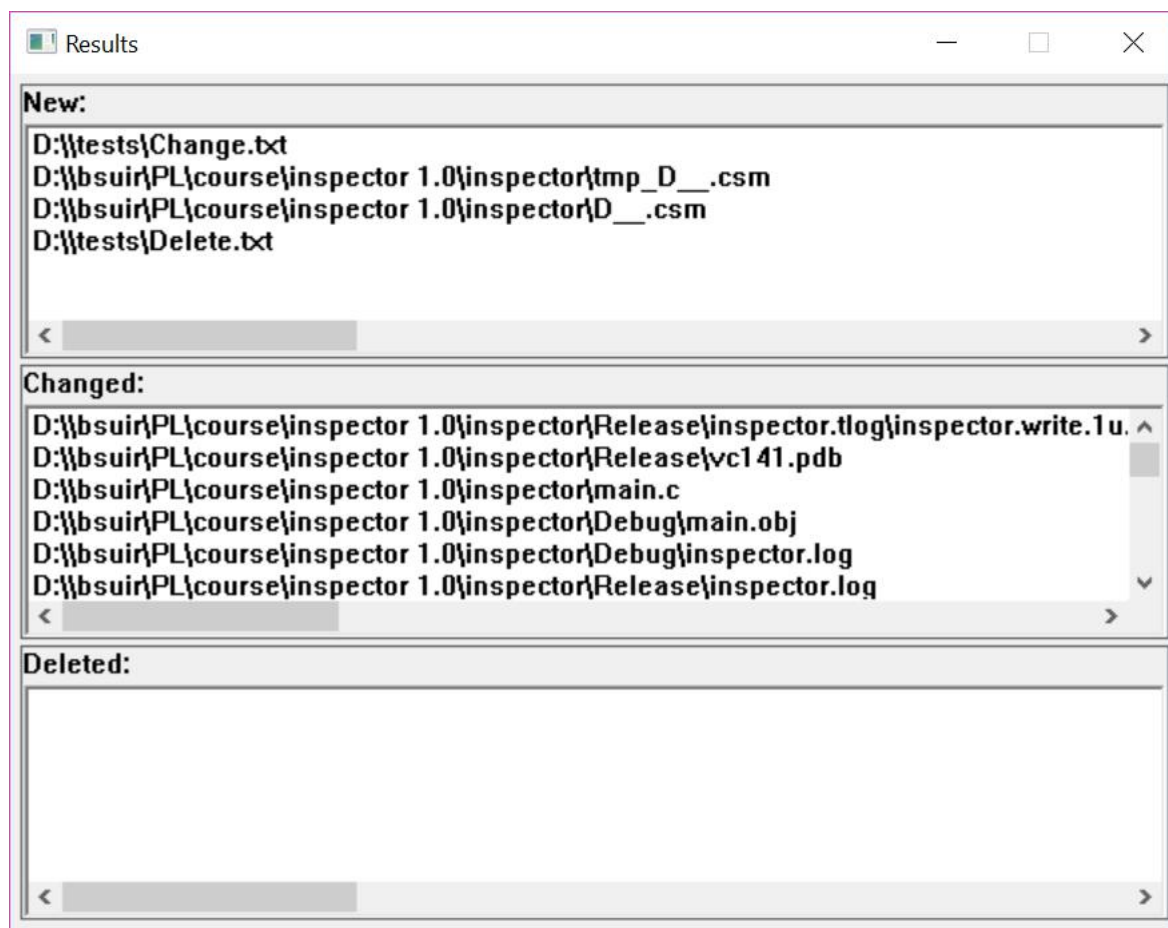 Results
New:
D:\\tests\Change.txt
D:\\bsuir\PL\course\inspector 1.0\inspector\tmp_D__.csm
D:\\bsuir\PL\course\inspector 1.0\inspector\D__.csm
D:\\tests\Delete.txt
Changed:
D:\\bsuir\PL\course\inspector 1.0\inspector\Release\inspector.tlog\inspector.write.1u.
D:\\bsuir\PL\course\inspector 1.0\inspector\Release\vc141.pdb
D:\\bsuir\PL\course\inspector 1.0\inspector\main.c
D:\\bsuir\PL\course\inspector 1.0\inspector\Debug\main.obj
D:\\bsuir\PL\course\inspector 1.0\inspector\Debug\inspector.log
D:\\bsuir\PL\course\inspector 1.0\inspector\Release\inspector.log
Deleted: